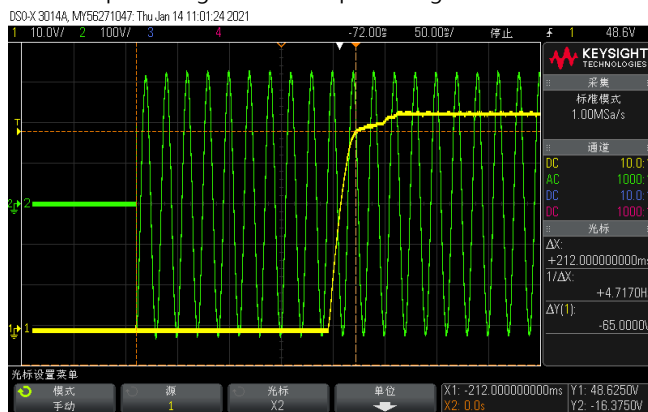 DSO-X 3014A, MY56271047: Thu Jan 14 11:01:24 2021
1 10.0V/ 2 100V/ 3 4 -72.00ms 50.00ms/ 停止 1 48.6V
KEYSIGHT
TECHNOLOGIES
采集
标准模式
1.00MSa/s
通道
DC 10.0:1
AC 1000:
DC 10.0:1
DC 1000:
光标
ΔX:
+212.000000000ms
1/ΔX:
+4.7170H
ΔY(1):
-65.0000V
T
2 2
1 1
光标设置菜单
模式
手动
源
1
光标
X2
单位
X1: -212.000000000ms
X2: 0.0s
Y1: 48.6250V
Y2: -16.3750V